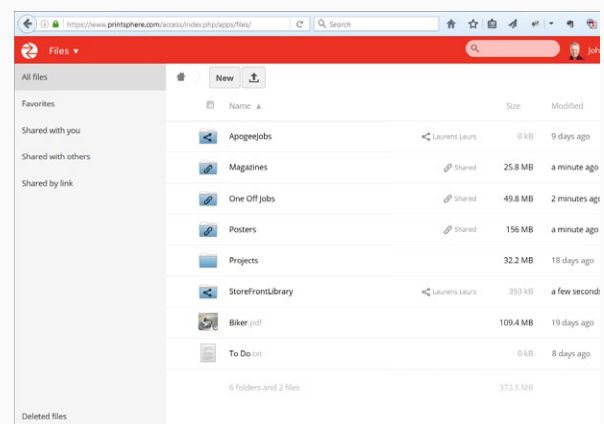 https://www.printsphere.com/access/index.php/apps/files/
Search
Files ▾
Joh
All files
Favorites
Shared with you
Shared with others
Shared by link
Deleted files
New
Name ▲ Size Modified
ApogeeJobs Laurens Leurs 0 kB 9 days ago
Magazines Shared 25.8 MB a minute ago
One Off Jobs Shared 49.8 MB 2 minutes ago
Posters Shared 156 MB a minute ago
Projects 32.2 MB 18 days ago
StoreFrontLibrary Laurens Leurs 393 kB a few seconds
Biker.pdf 109.4 MB 19 days ago
To Do.txt 0 kB 8 days ago
6 folders and 2 files 373.5 MB